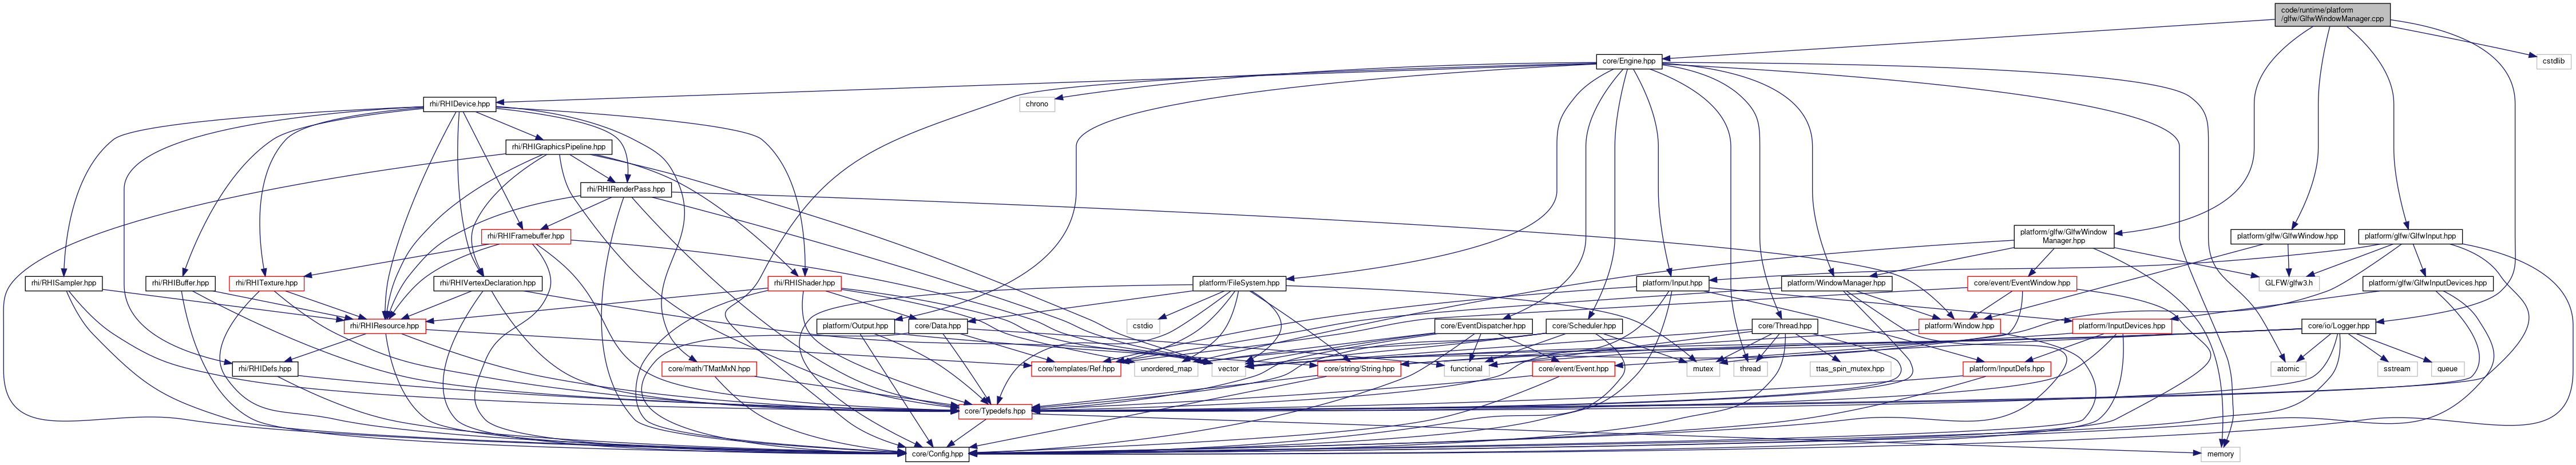 code/runtime/platform
/glfw/GlfwWindowManager.cpp
core/Engine.hpp
cstdlib
rhi/RHIDevice.hpp
chrono
rhi/RHIGraphicsPipeline.hpp
rhi/RHIRenderPass.hpp
platform/glfw/GlfwWindow
Manager.hpp
platform/glfw/GlfwWindow.hpp
platform/glfw/GlfwInput.hpp
rhi/RHIFramebuffer.hpp
rhi/RHISampler.hpp
rhi/RHIBuffer.hpp
rhi/RHITexture.hpp
rhi/RHIVertexDeclaration.hpp
rhi/RHIShader.hpp
platform/FileSystem.hpp
platform/Input.hpp
platform/WindowManager.hpp
core/event/EventWindow.hpp
GLFW/glfw3.h
platform/glfw/GlfwInputDevices.hpp
rhi/RHIResource.hpp
platform/Output.hpp
core/Data.hpp
cstdio
core/EventDispatcher.hpp
core/Scheduler.hpp
core/Thread.hpp
platform/Window.hpp
platform/InputDevices.hpp
core/io/Logger.hpp
rhi/RHIDefs.hpp
core/math/TMatMxN.hpp
core/templates/Ref.hpp
unordered_map
vector
core/string/String.hpp
functional
core/event/Event.hpp
mutex
thread
ttas_spin_mutex.hpp
platform/InputDefs.hpp
atomic
sstream
queue
core/Typedefs.hpp
core/Config.hpp
memory